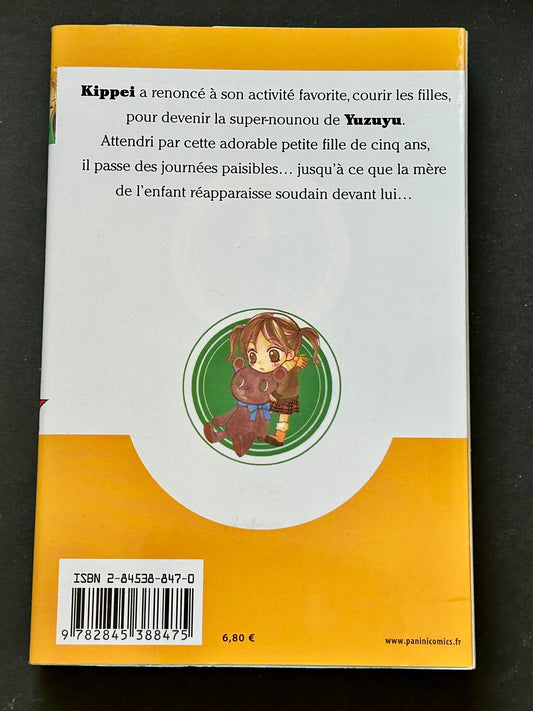 Kippei a renoncé à son activité favorite, courir les filles,
pour devenir la super-nounou de Yuzuyu.
Attendri par cette adorable petite fille de cinq ans,
il passe des journées paisibles... jusqu'à ce que la mère
de l'enfant réapparaisse soudain devant lui...
ISBN 2-84538-847-0
9 782845 388475
6,80 €
www.paninicomics.fr